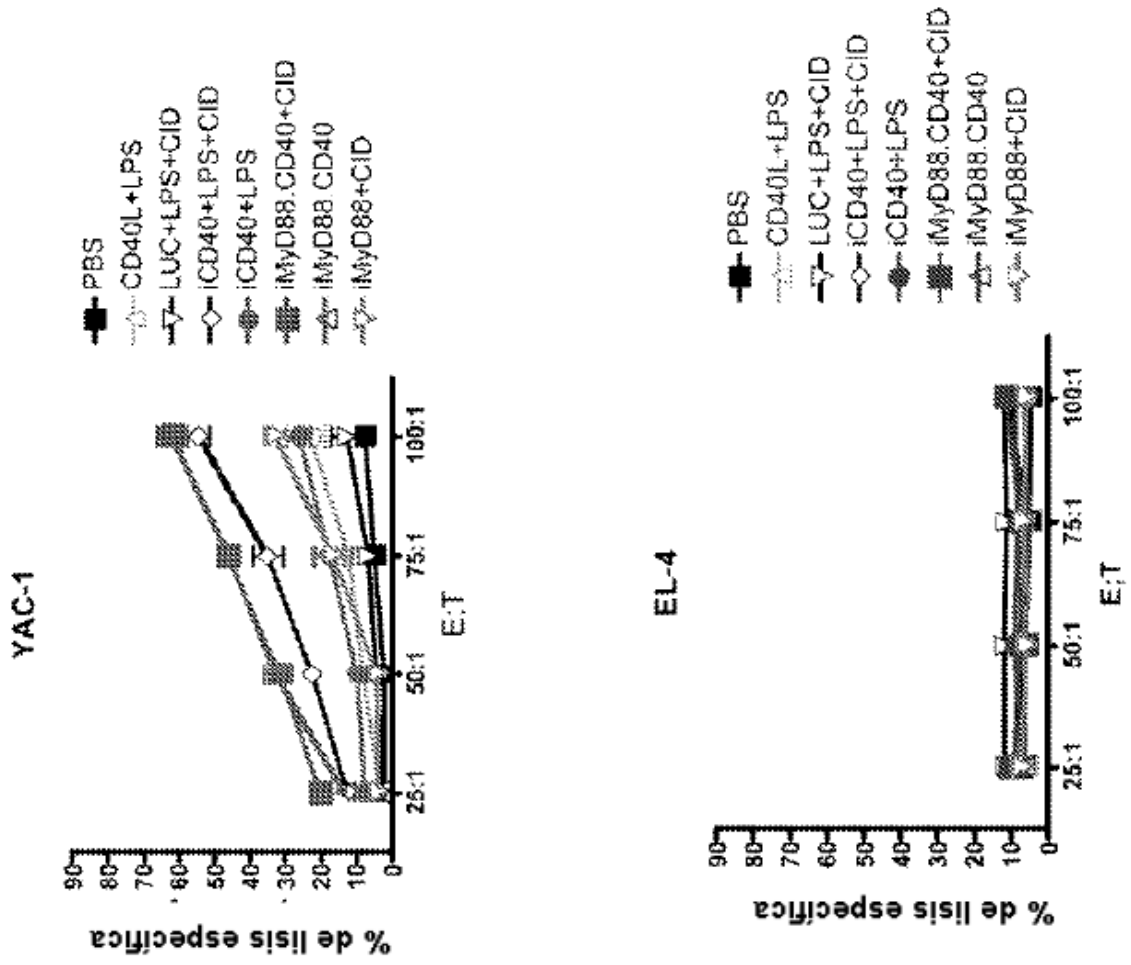 YAC-1
% de lisis específica
90
70
60
50
40
30
20
10
0
25:1
50:1
75:1
100:1
E:T
PBS
CD40L+LPS
LUC+LPS+CID
iCD40+LPS+CID
iCD40+LPS
iMyD88.CD40+CID
iMyD88.CD40
iMyD88+CID
EL-4
% de lisis específica
90
80
70
60
50
40
30
20
10
0
25:1
50:1
75:1
100:1
E:T
PBS
CD40L+LPS
LUC+LPS+CID
iCD40+LPS+CID
iCD40+LPS
iMyD88.CD40+CID
iMyD88.CD40
iMyD88+CID